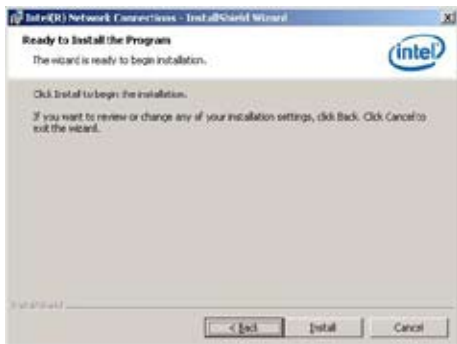 Intel(R) Network Connections - InstallShield Wizard
Ready to Install the Program
The wizard is ready to begin installation.
intel
Click Install to begin the installation.
If you want to review or change any of your installation settings, click Back. Click Cancel to
exit the wizard.
InstallShield
< Back
Install
Cancel